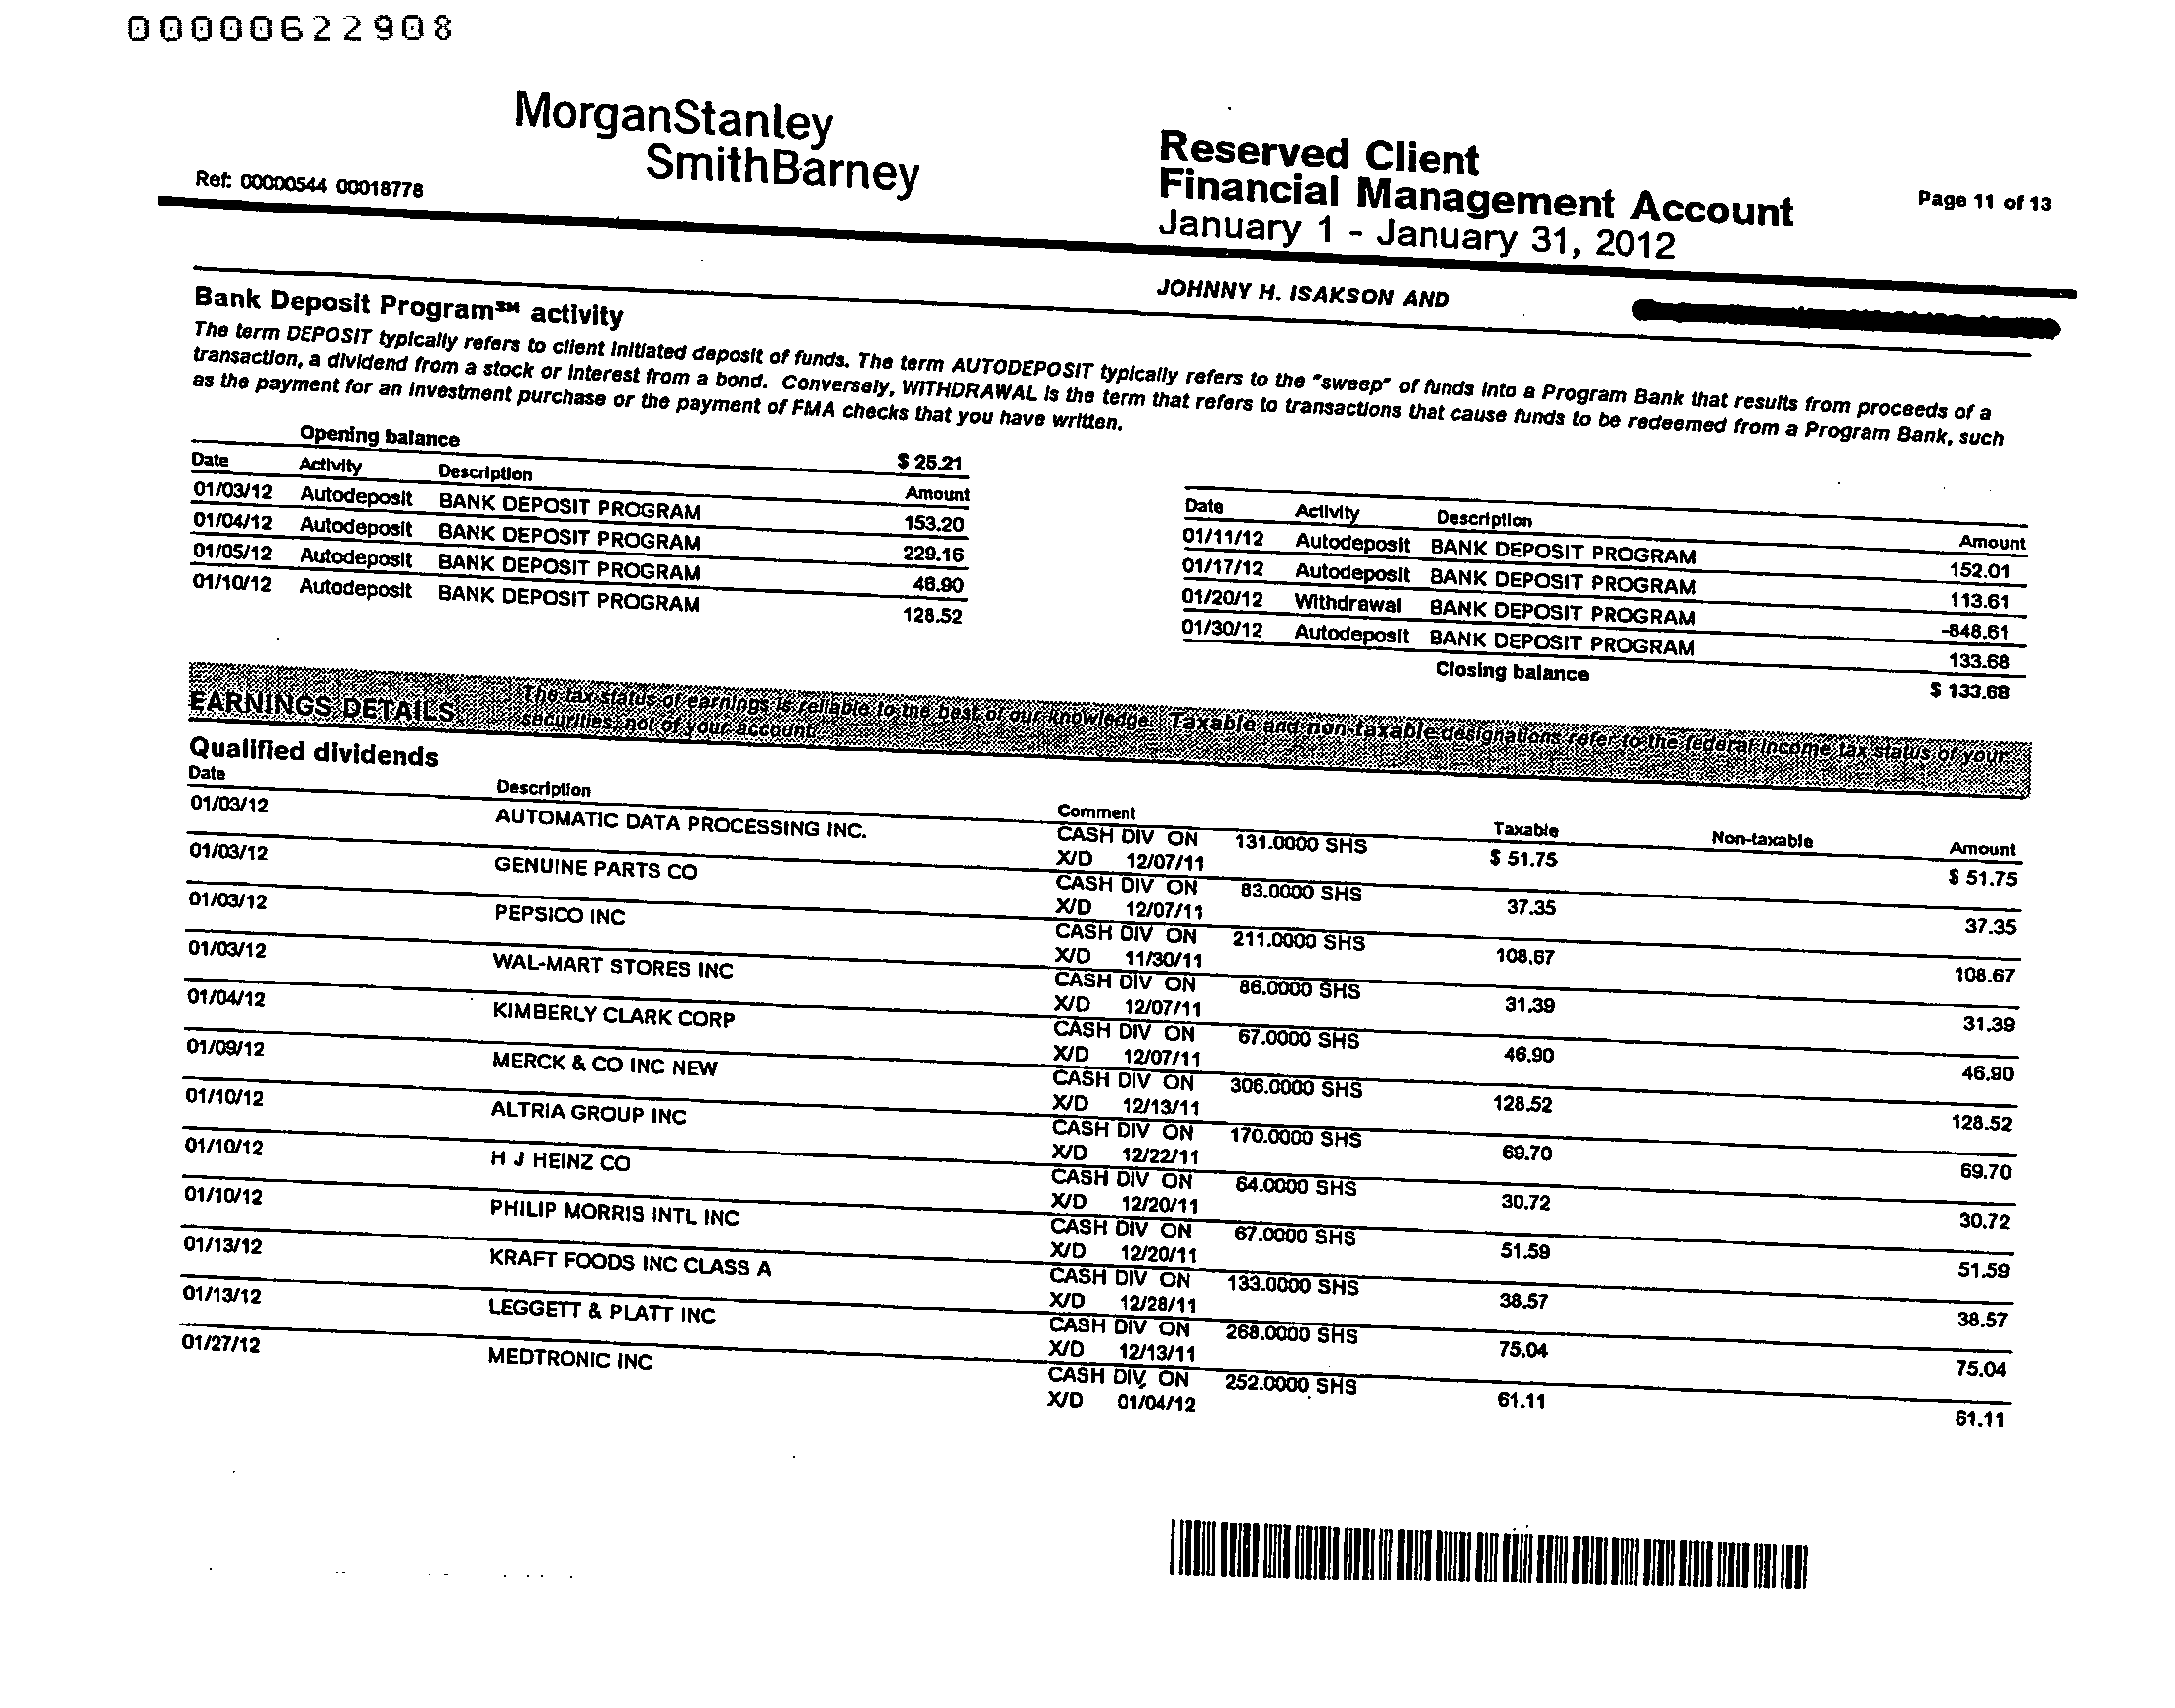 00000622908
MorganStanley
SmithBarney
Ref: 00000544 00018778
Reserved Client
Financial Management Account
January 1 - January 31, 2012
Page 11 of 13
JOHNNY H. ISAKSON AND
Bank Deposit Program℠ activity
The term DEPOSIT typically refers to client initiated deposit of funds. The term AUTODEPOSIT typically refers to the "sweep" of funds into a Program Bank that results from proceeds of a
transaction, a dividend from a stock or interest from a bond. Conversely, WITHDRAWAL is the term that refers to transactions that cause funds to be redeemed from a Program Bank, such
as the payment for an investment purchase or the payment of FMA checks that you have written.
Opening balance $ 25.21
Date Activity Description Amount
01/03/12 Autodeposit BANK DEPOSIT PROGRAM 153.20
01/04/12 Autodeposit BANK DEPOSIT PROGRAM 229.16
01/05/12 Autodeposit BANK DEPOSIT PROGRAM 46.90
01/10/12 Autodeposit BANK DEPOSIT PROGRAM 128.52
Date Activity Description Amount
01/11/12 Autodeposit BANK DEPOSIT PROGRAM 152.01
01/17/12 Autodeposit BANK DEPOSIT PROGRAM 113.61
01/20/12 Withdrawal BANK DEPOSIT PROGRAM -848.61
01/30/12 Autodeposit BANK DEPOSIT PROGRAM 133.68
Closing balance $ 133.68
EARNINGS DETAILS
The tax status of earnings is reliable to the best of our knowledge. Taxable and non-taxable designations refer to the federal income tax status of your
securities, not of your account.
Qualified dividends
Date Description Comment Taxable Non-taxable Amount
01/03/12 AUTOMATIC DATA PROCESSING INC. CASH DIV ON 131.0000 SHS $ 51.75 $ 51.75
X/D 12/07/11
01/03/12 GENUINE PARTS CO CASH DIV ON 83.0000 SHS 37.35 37.35
X/D 12/07/11
01/03/12 PEPSICO INC CASH DIV ON 211.0000 SHS 108.67 108.67
X/D 11/30/11
01/03/12 WAL-MART STORES INC CASH DIV ON 86.0000 SHS 31.39 31.39
X/D 12/07/11
01/04/12 KIMBERLY CLARK CORP CASH DIV ON 67.0000 SHS 46.90 46.90
X/D 12/07/11
01/09/12 MERCK & CO INC NEW CASH DIV ON 306.0000 SHS 128.52 128.52
X/D 12/13/11
01/10/12 ALTRIA GROUP INC CASH DIV ON 170.0000 SHS 69.70 69.70
X/D 12/22/11
01/10/12 H J HEINZ CO CASH DIV ON 64.0000 SHS 30.72 30.72
X/D 12/20/11
01/10/12 PHILIP MORRIS INTL INC CASH DIV ON 67.0000 SHS 51.59 51.59
X/D 12/20/11
01/13/12 KRAFT FOODS INC CLASS A CASH DIV ON 133.0000 SHS 38.57 38.57
X/D 12/28/11
01/13/12 LEGGETT & PLATT INC CASH DIV ON 268.0000 SHS 75.04 75.04
X/D 12/13/11
01/27/12 MEDTRONIC INC CASH DIV ON 252.0000 SHS 61.11 61.11
X/D 01/04/12